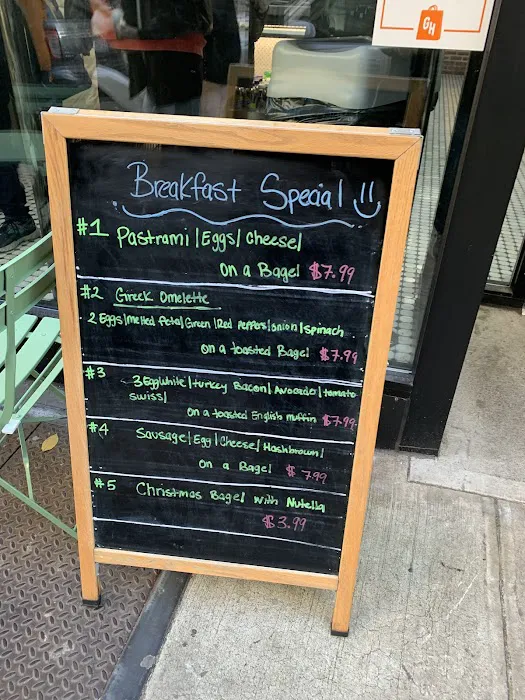 GH
Breakfast Special !!
#1 Pastrami/Eggs/Cheese/
on a Bagel $7.99
#2 Greek Omelette
2 Eggs/melted feta/Green/Red Peppers/onion/spinach
on a toasted Bagel $7.99
#3 3 Eggwhite/turkey Bacon/Avocado/tomato
swiss/
on a toasted English muffin $7.99
#4 Sausage/Egg/Cheese/Hashbrown/
on a Bagel $7.99
#5 Christmas Bagel with Nutella
$3.99